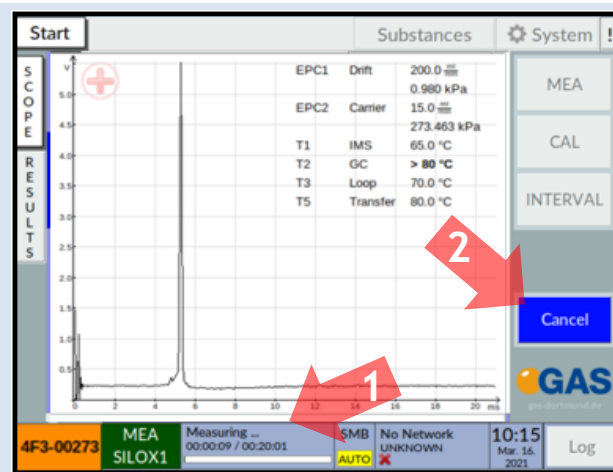 Start
Substances
System
!
SCOPE
RESULTS
V
5.0
4.5
4.0
3.5
3.0
2.5
2.0
1.5
1.0
0.5
0 2 4 6 8 10 12 14 16 18 20 ms
EPC1 Drift 200.0
0.980 kPa
EPC2 Carrier 15.0
273.463 kPa
T1 IMS 65.0 °C
T2 GC > 80 °C
T3 Loop 70.0 °C
T5 Transfer 80.0 °C
MEA
CAL
INTERVAL
2
Cancel
GAS
gas-dortmund.de
1
4F3-00273
MEA
SILOX1
Measuring ...
00:00:09 / 00:20:01
SMB
AUTO
No Network
UNKNOWN
10:15
Mar. 16.
2021
Log